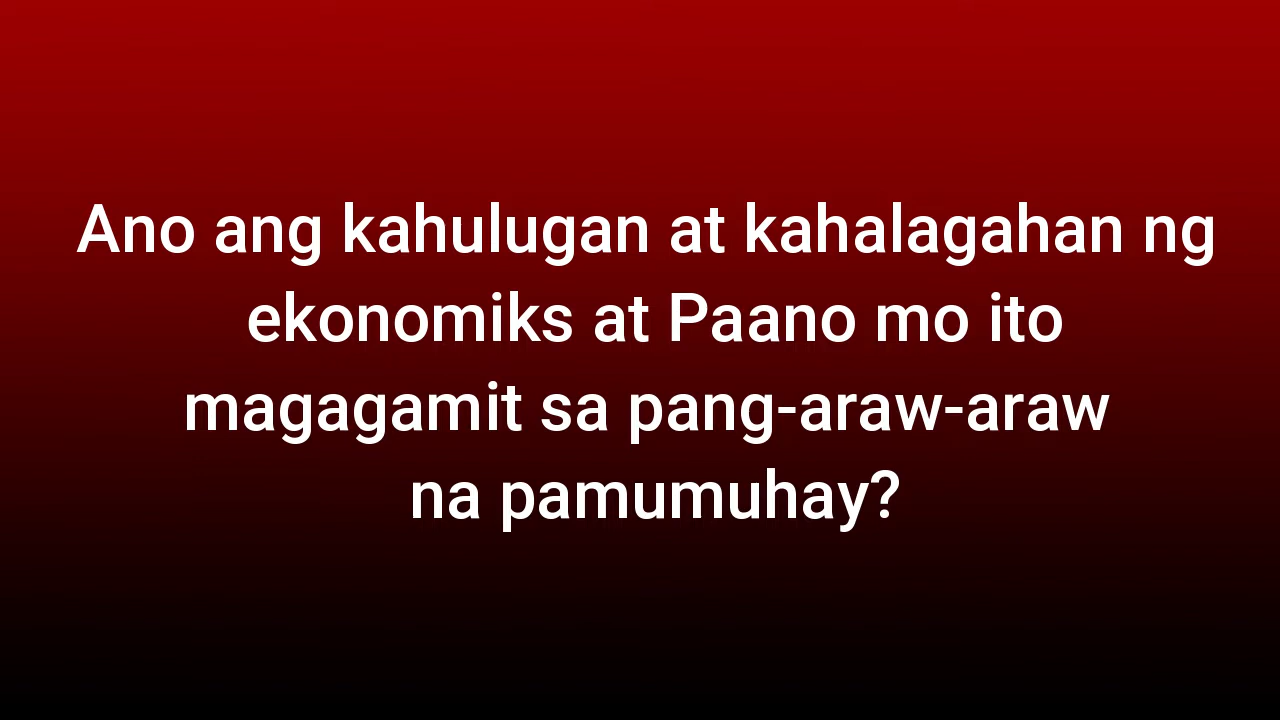 Ano ang kahulugan at kahalagahan ng
ekonomiks at Paano mo ito
magagamit sa pang-araw-araw
na pamumuhay?